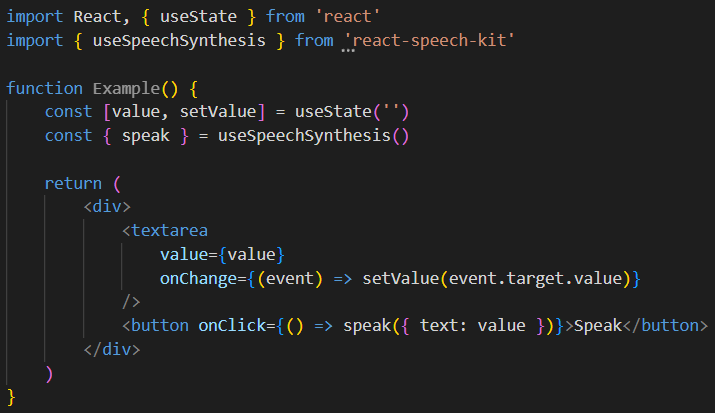 import React, { useState } from 'react'
import { useSpeechSynthesis } from 'react-speech-kit'
function Example() {
const [value, setValue] = useState('')
const { speak } = useSpeechSynthesis()
return (
<div>
<textarea
value={value}
onChange={(event) => setValue(event.target.value)}
/>
<button onClick={() => speak({ text: value })}>Speak</button>
</div>
)
}